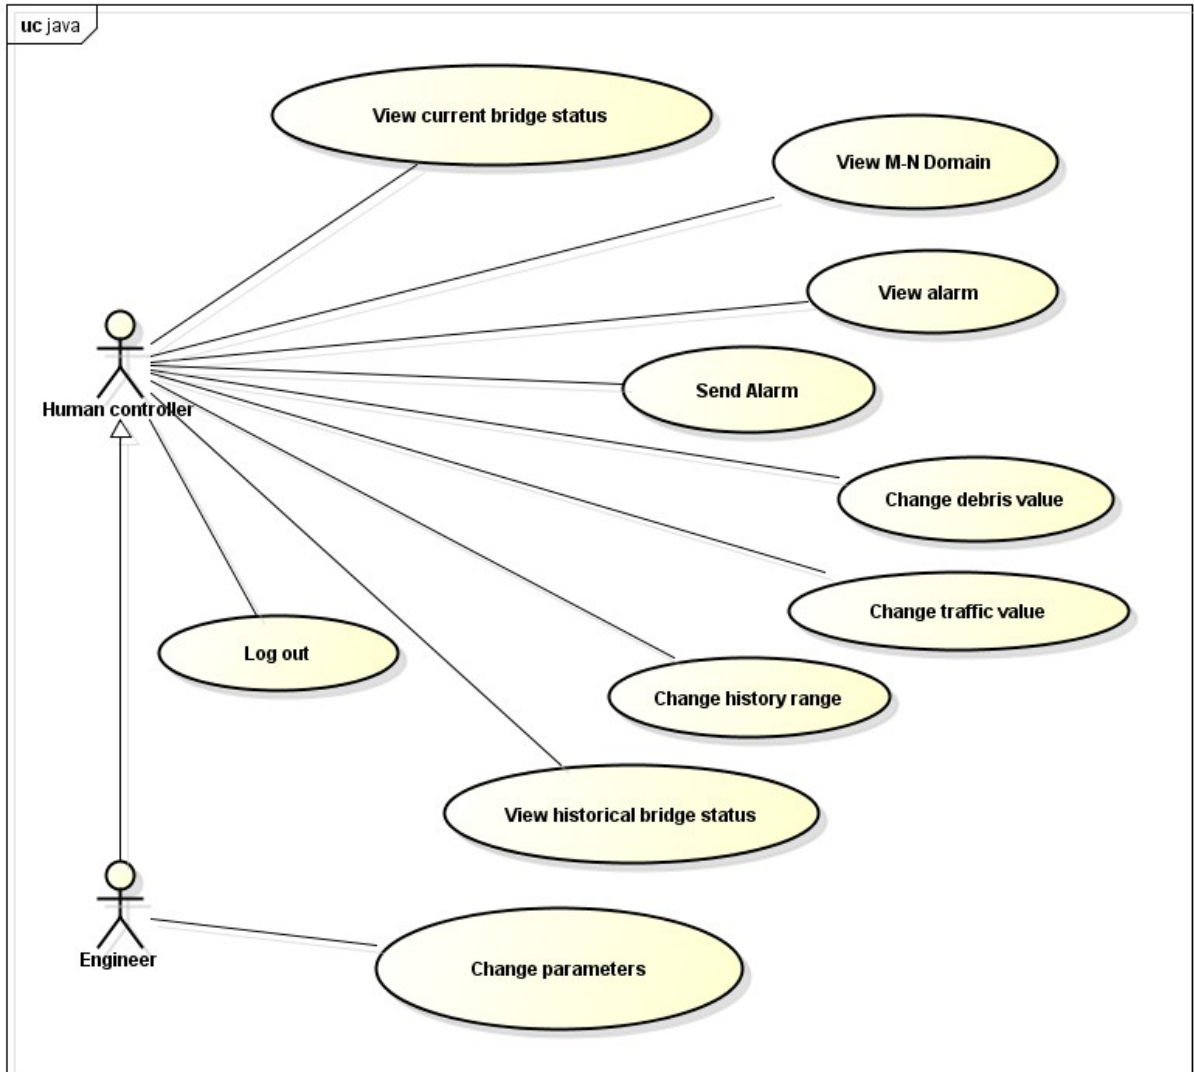 uc java
View current bridge status
View M-N Domain
View alarm
Human controller
Send Alarm
Change debris value
Change traffic value
Log out
Change history range
View historical bridge status
Engineer
Change parameters